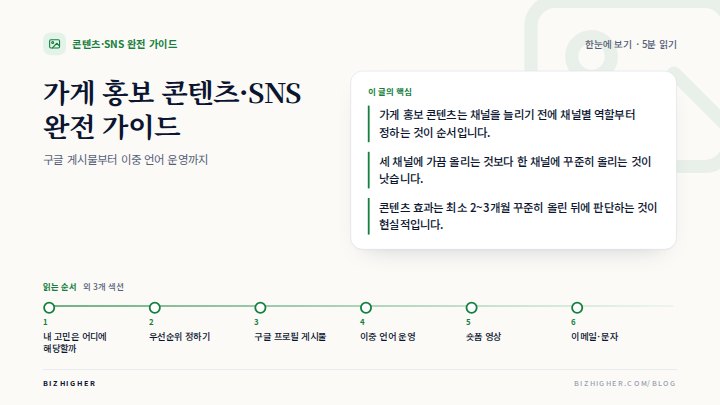 콘텐츠·SNS 완전 가이드
한눈에 보기 · 5분 읽기
가게 홍보 콘텐츠·SNS
완전 가이드
구글 게시물부터 이중 언어 운영까지
이 글의 핵심
가게 홍보 콘텐츠는 채널을 늘리기 전에 채널별 역할부터
정하는 것이 순서입니다.
세 채널에 가끔 올리는 것보다 한 채널에 꾸준히 올리는 것이
낫습니다.
콘텐츠 효과는 최소 2~3개월 꾸준히 올린 뒤에 판단하는 것이
현실적입니다.
읽는 순서 외 3개 섹션
1
내 고민은 어디에
해당할까
2
우선순위 정하기
3
구글 프로필 게시물
4
이중 언어 운영
5
숏폼 영상
6
이메일·문자
BIZHIGHER
BIZHIGHER.COM/BLOG